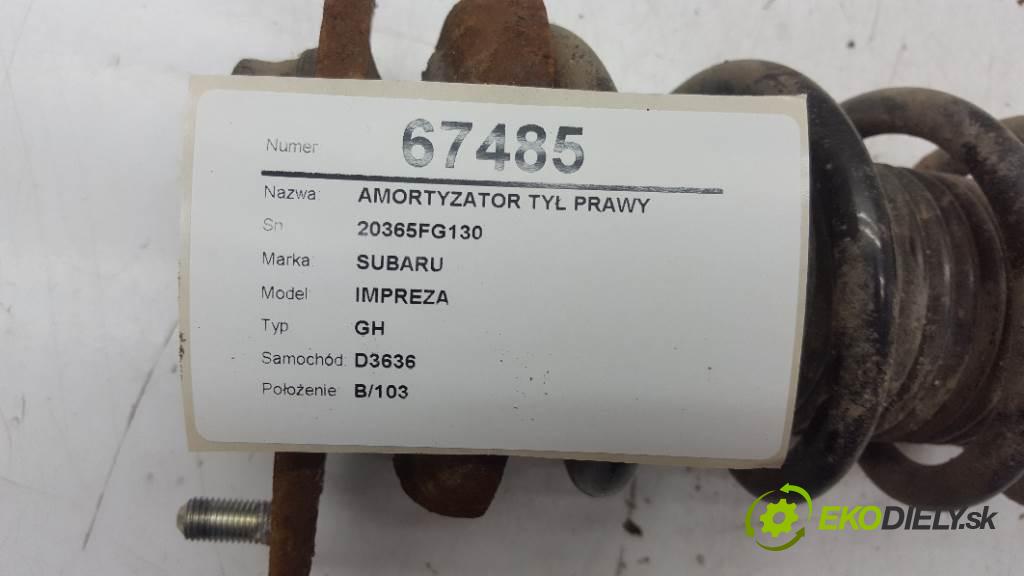 Numer: 67485
Nazwa: AMORTYZATOR TYŁ PRAWY
Sn 20365FG130
Marka: SUBARU
Model: IMPREZA
Typ GH
Samochód: D3636
Położenie: B/103
EKODIELY.sk